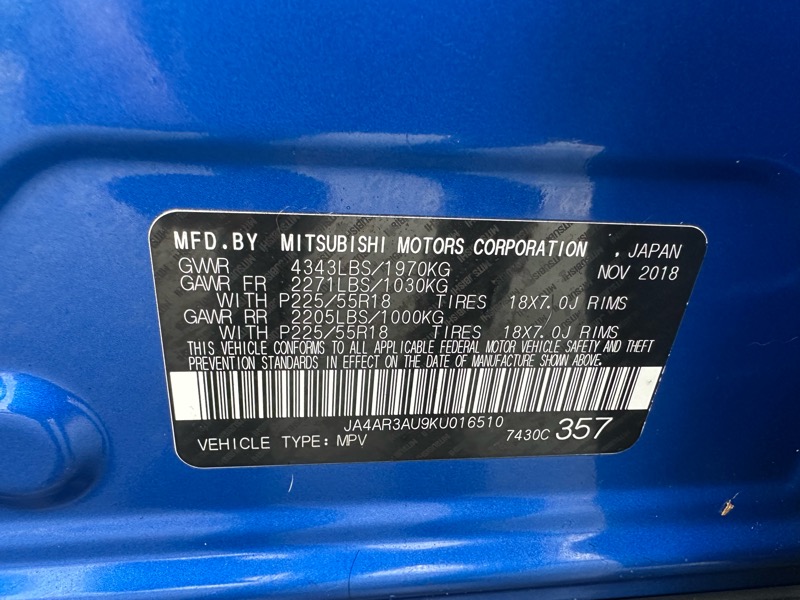 MFD.BY MITSUBISHI MOTORS CORPORATION , JAPAN
GVWR 4343LBS/1970KG NOV 2018
GAWR FR 2271LBS/1030KG
WITH P225/55R18 TIRES 18X7.0J RIMS
GAWR RR 2205LBS/1000KG
WITH P225/55R18 TIRES 18X7.0J RIMS
THIS VEHICLE CONFORMS TO ALL APPLICABLE FEDERAL MOTOR VEHICLE SAFETY AND THEFT
PREVENTION STANDARDS IN EFFECT ON THE DATE OF MANUFACTURE SHOWN ABOVE.
JA4AR3AU9KU016510
VEHICLE TYPE: MPV 7430C 357